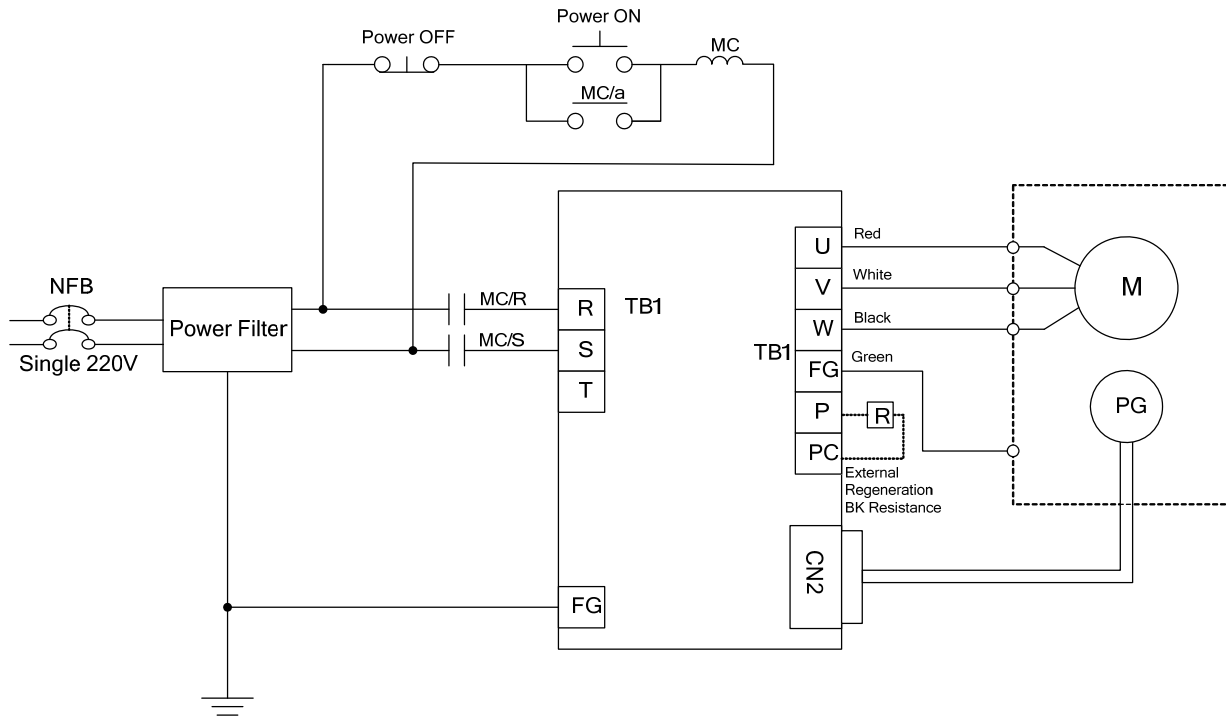 Power ON
Power OFF
MC
MC/a
NFB
Single 220V
Power Filter
MC/R
MC/S
R
S
T
TB1
FG
U
V
W
FG
P
PC
TB1
Red
White
Black
Green
R
External
Regeneration
BK Resistance
CN2
M
PG